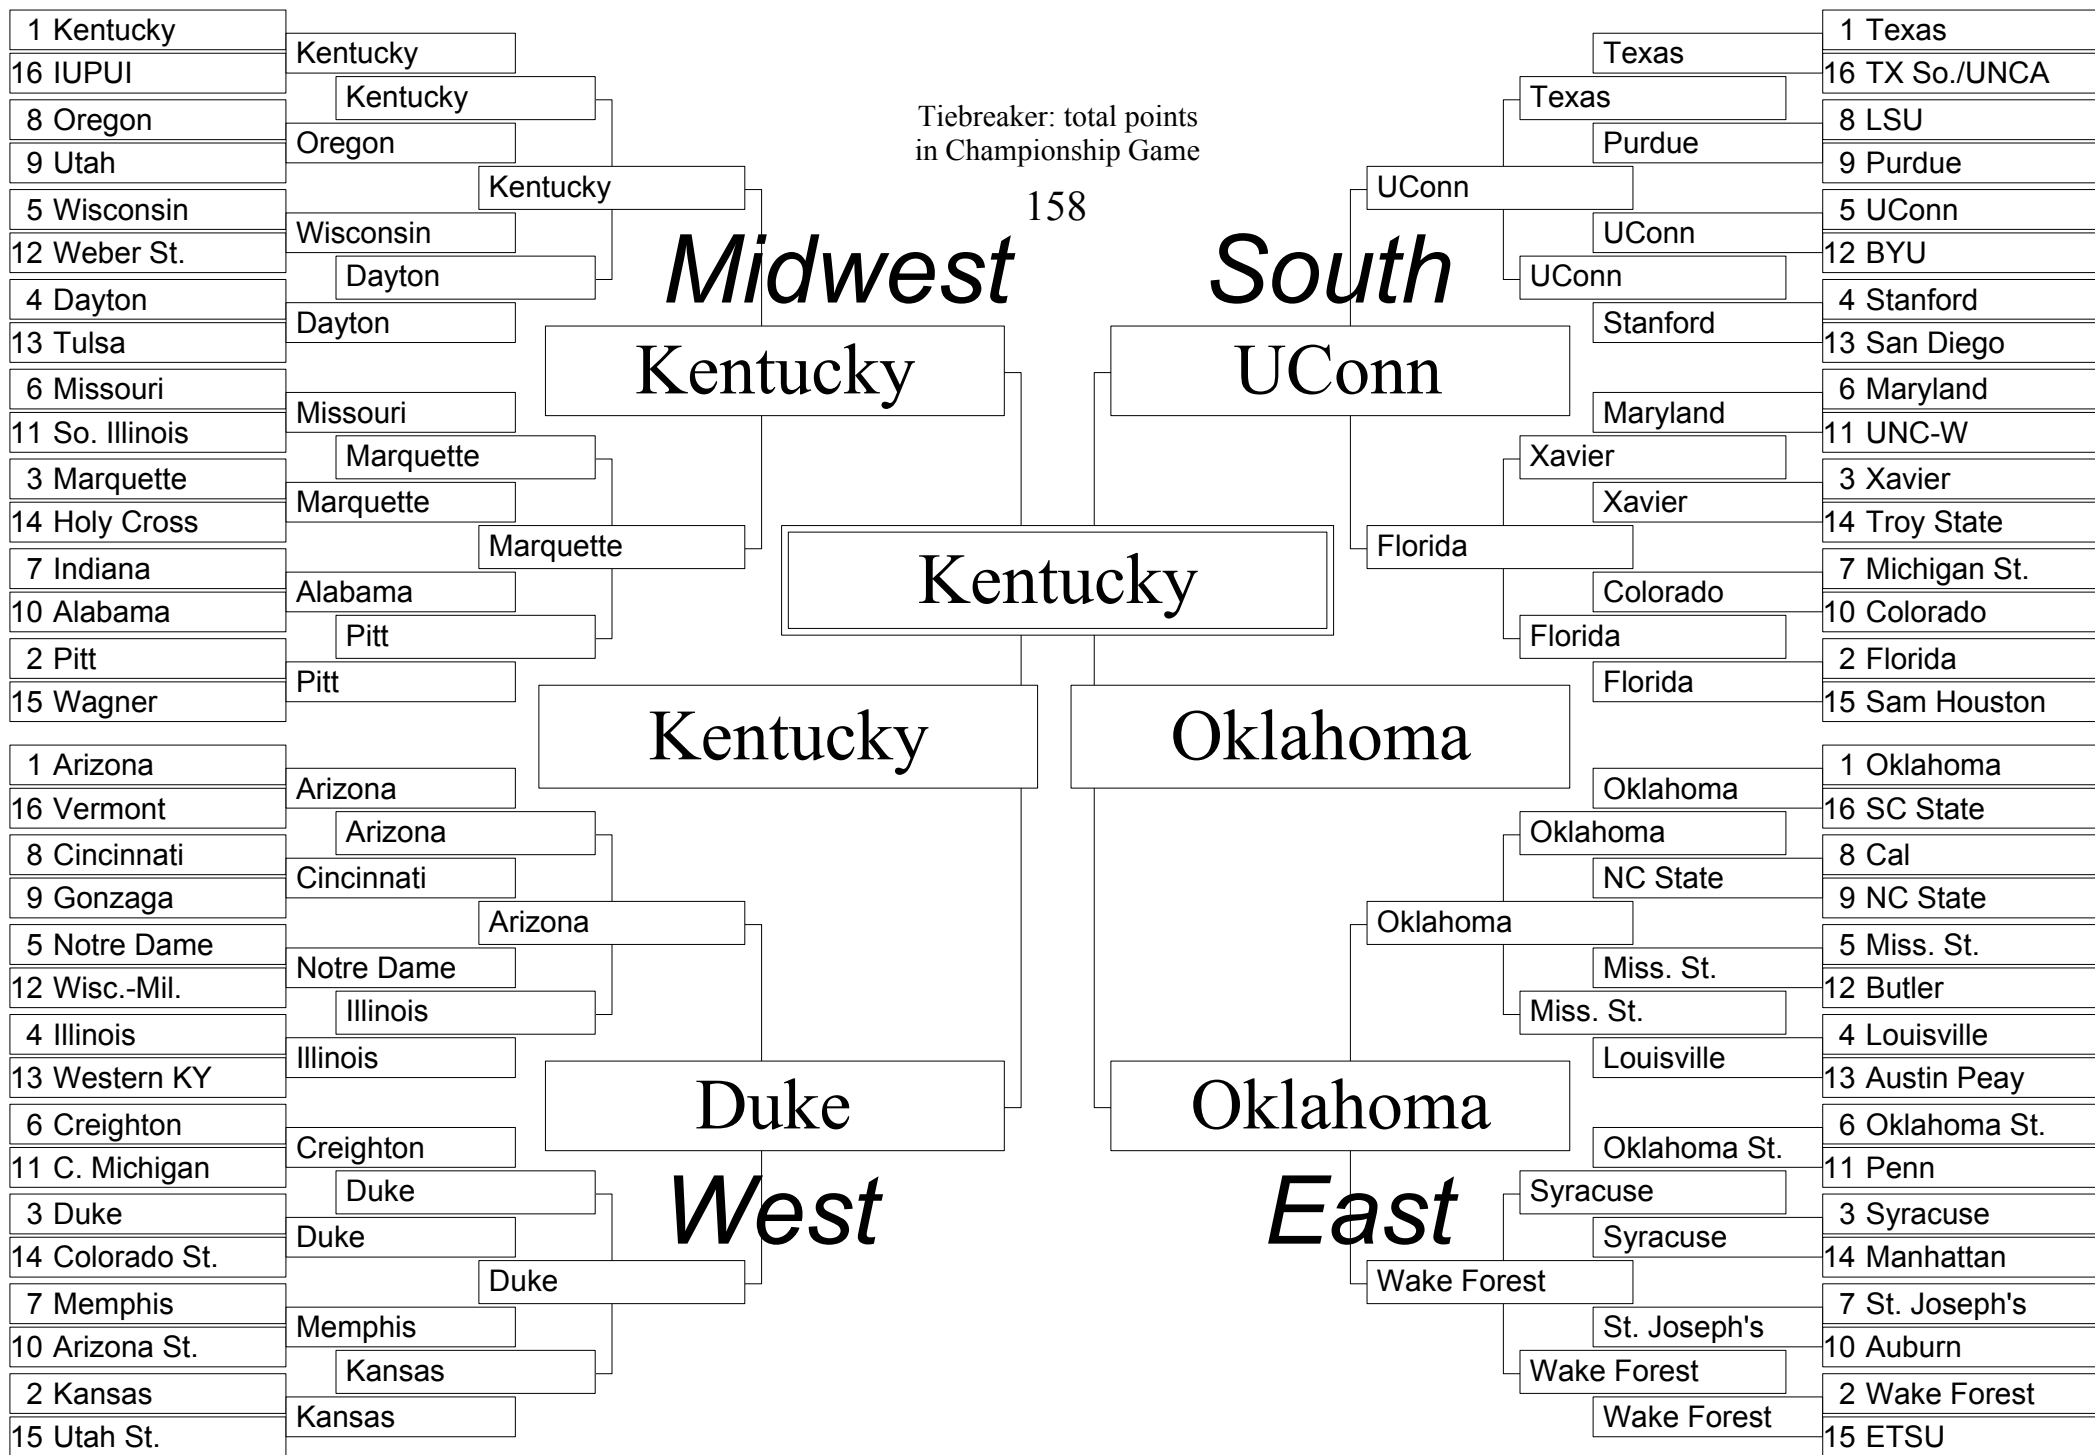 1 Kentucky
16 IUPUI
8 Oregon
9 Utah
5 Wisconsin
12 Weber St.
4 Dayton
13 Tulsa
6 Missouri
11 So. Illinois
3 Marquette
14 Holy Cross
7 Indiana
10 Alabama
2 Pitt
15 Wagner
Kentucky
Oregon
Wisconsin
Dayton
Missouri
Marquette
Alabama
Pitt
Kentucky
Dayton
Marquette
Pitt
Kentucky
Marquette
Midwest
Kentucky
1 Arizona
16 Vermont
8 Cincinnati
9 Gonzaga
5 Notre Dame
12 Wisc.-Mil.
4 Illinois
13 Western KY
6 Creighton
11 C. Michigan
3 Duke
14 Colorado St.
7 Memphis
10 Arizona St.
2 Kansas
15 Utah St.
Arizona
Cincinnati
Notre Dame
Illinois
Creighton
Duke
Memphis
Kansas
Arizona
Illinois
Duke
Kansas
Arizona
Duke
Duke
West
Tiebreaker: total points
in Championship Game
158
Kentucky
Kentucky
Oklahoma
South
UConn
UConn
Florida
Texas
UConn
Xavier
Florida
Texas
Purdue
UConn
Stanford
Maryland
Xavier
Colorado
Florida
1 Texas
16 TX So./UNCA
8 LSU
9 Purdue
5 UConn
12 BYU
4 Stanford
13 San Diego
6 Maryland
11 UNC-W
3 Xavier
14 Troy State
7 Michigan St.
10 Colorado
2 Florida
15 Sam Houston
Oklahoma
East
Oklahoma
Wake Forest
Oklahoma
Miss. St.
Syracuse
Wake Forest
Oklahoma
NC State
Miss. St.
Louisville
Oklahoma St.
Syracuse
St. Joseph's
Wake Forest
1 Oklahoma
16 SC State
8 Cal
9 NC State
5 Miss. St.
12 Butler
4 Louisville
13 Austin Peay
6 Oklahoma St.
11 Penn
3 Syracuse
14 Manhattan
7 St. Joseph's
10 Auburn
2 Wake Forest
15 ETSU